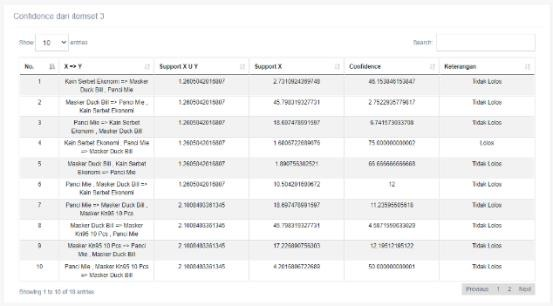 Confidence dari itemset 3
Show 10 entries Search:
No. X => Y Support X U Y Support X Confidence Keterangan
1 Kain Serbet Ekonomi => Masker Duck Bill , Panci Mie 1.2605042016807 2.7310924369748 46.153846153847 Tidak Lolos
2 Masker Duck Bill => Panci Mie , Kain Serbet Ekonomi 1.2605042016807 45.798319327731 2.7522935779817 Tidak Lolos
3 Panci Mie => Kain Serbet Ekonomi , Masker Duck Bill 1.2605042016807 18.697478991597 6.741573033708 Tidak Lolos
4 Kain Serbet Ekonomi , Panci Mie => Masker Duck Bill 1.2605042016807 1.6806722689076 75.000000000002 Lolos
5 Masker Duck Bill , Kain Serbet Ekonomi => Panci Mie 1.2605042016807 1.890756302521 66.666666666668 Tidak Lolos
6 Panci Mie , Masker Duck Bill => Kain Serbet Ekonomi 1.2605042016807 10.504201680672 12 Tidak Lolos
7 Panci Mie => Masker Duck Bill , Masker Kn95 10 Pcs 2.1008403361345 18.697478991597 11.23595505618 Tidak Lolos
8 Masker Duck Bill => Masker Kn95 10 Pcs , Panci Mie 2.1008403361345 45.798319327731 4.5871559633029 Tidak Lolos
9 Masker Kn95 10 Pcs => Panci Mie , Masker Duck Bill 2.1008403361345 17.226890756303 12.19512195122 Tidak Lolos
10 Panci Mie , Masker Kn95 10 Pcs => Masker Duck Bill 2.1008403361345 4.2016806722689 50.000000000001 Tidak Lolos
Showing 1 to 10 of 18 entries Previous 1 2 Next